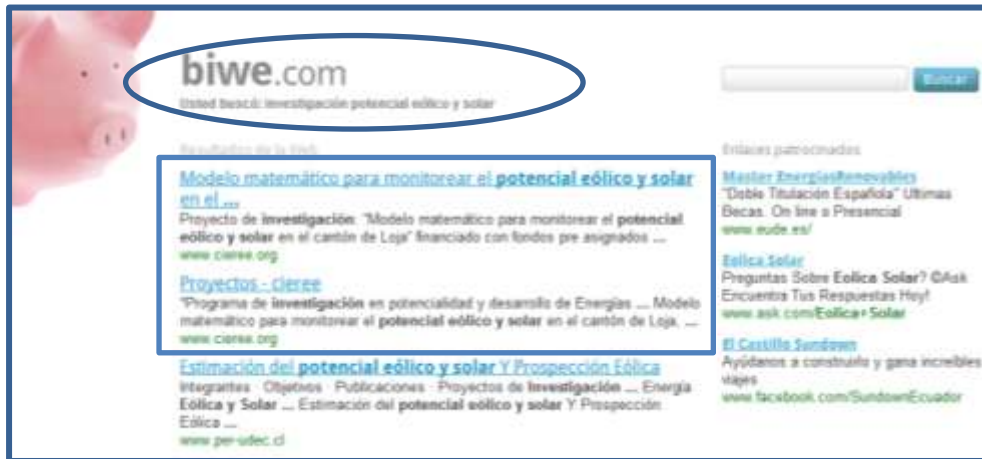 biwe.com
Usted buscó: investigación potencial eólico y solar
Buscar
Resultados de la Web
Modelo matemático para monitorear el potencial eólico y solar
en el ...
Proyecto de investigación: "Modelo matemático para monitorear el potencial
eólico y solar en el cantón de Loja" financiado con fondos pre asignados ...
www.cieree.org
Proyectos - cieree
"Programa de investigación en potencialidad y desarrollo de Energías ... Modelo
matemático para monitorear el potencial eólico y solar en el cantón de Loja, ...
www.cieree.org
Estimación del potencial eólico y solar Y Prospección Eólica
Integrantes · Objetivos · Publicaciones · Proyectos de Investigación ... Energía
Eólica y Solar ... Estimación del potencial eólico y solar Y Prospección
Eólica ...
www.per-udec.cl
Enlaces patrocinados
Master EnergiasRenovables
"Doble Titulación Española" Ultimas
Becas. On line o Presencial
www.eude.es/
Eolica Solar
Preguntas Sobre Eolica Solar? ©Ask
Encuentra Tus Respuestas Hoy!
www.ask.com/Eolica+Solar
El Castillo Sundown
Ayúdanos a construirlo y gana increíbles
viajes
www.facebook.com/SundownEcuador